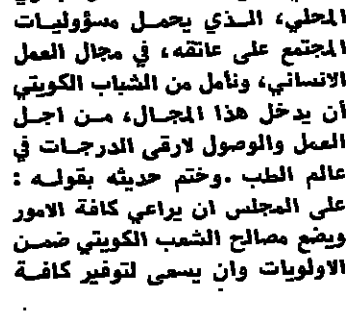 المحلي، الـذي يحمـل مسؤوليـات
المجتمع على عاتقه، في مجال العمل
الانساني، ونأمل من الشباب الكويتي
أن يدخل هذا المجـال، مـن اجـل
العمل والوصول لارقى الدرجـات في
عالم الطب .وختم حديثه بقولـه :
على المجلس ان يراعي كافة الامور
ويضع مصالح الشعب الكويتي ضمـن
الاولويات وان يسعى لتوفير كافـة